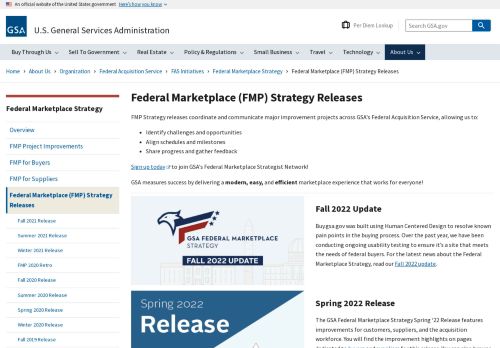 An official website of the United States government Here's how you know
GSA
U.S. General Services Administration
Per Diem Lookup
Search GSA.gov
Buy Through Us
Sell To Government
Real Estate
Policy & Regulations
Small Business
Travel
Technology
About Us
Home › About Us › Organization › Federal Acquisition Service › FAS Initiatives › Federal Marketplace Strategy › Federal Marketplace (FMP) Strategy Releases
Federal Marketplace Strategy
Overview
FMP Project Improvements
FMP for Buyers
FMP for Suppliers
Federal Marketplace (FMP) Strategy
Releases
Fall 2021 Release
Summer 2021 Release
Winter 2021 Release
FMP 2020 Retro
Fall 2020 Release
Summer 2020 Release
Spring 2020 Release
Winter 2020 Release
Fall 2019 Release
Federal Marketplace (FMP) Strategy Releases
FMP Strategy releases coordinate and communicate major improvement projects across GSA's Federal Acquisition Service, allowing us to:
• Identify challenges and opportunities
• Align schedules and milestones
• Share progress and gather feedback
Sign up today to join GSA's Federal Marketplace Strategist Network!
GSA measures success by delivering a modern, easy, and efficient marketplace experience that works for everyone!
GSA FEDERAL MARKETPLACE
STRATEGY
FALL 2022 UPDATE
Fall 2022 Update
Buy.gsa.gov was built using Human Centered Design to resolve known
pain points in the buying process. Over the past year, we have been
conducting ongoing usability testing to ensure it's a site that meets
the needs of federal buyers. For the latest news about the Federal
Marketplace Strategy, read our Fall 2022 update.
Spring 2022
Release
Spring 2022 Release
The GSA Federal Marketplace Strategy Spring '22 Release features
improvements for customers, suppliers, and the acquisition
workforce. You will find the improvement highlights on pages